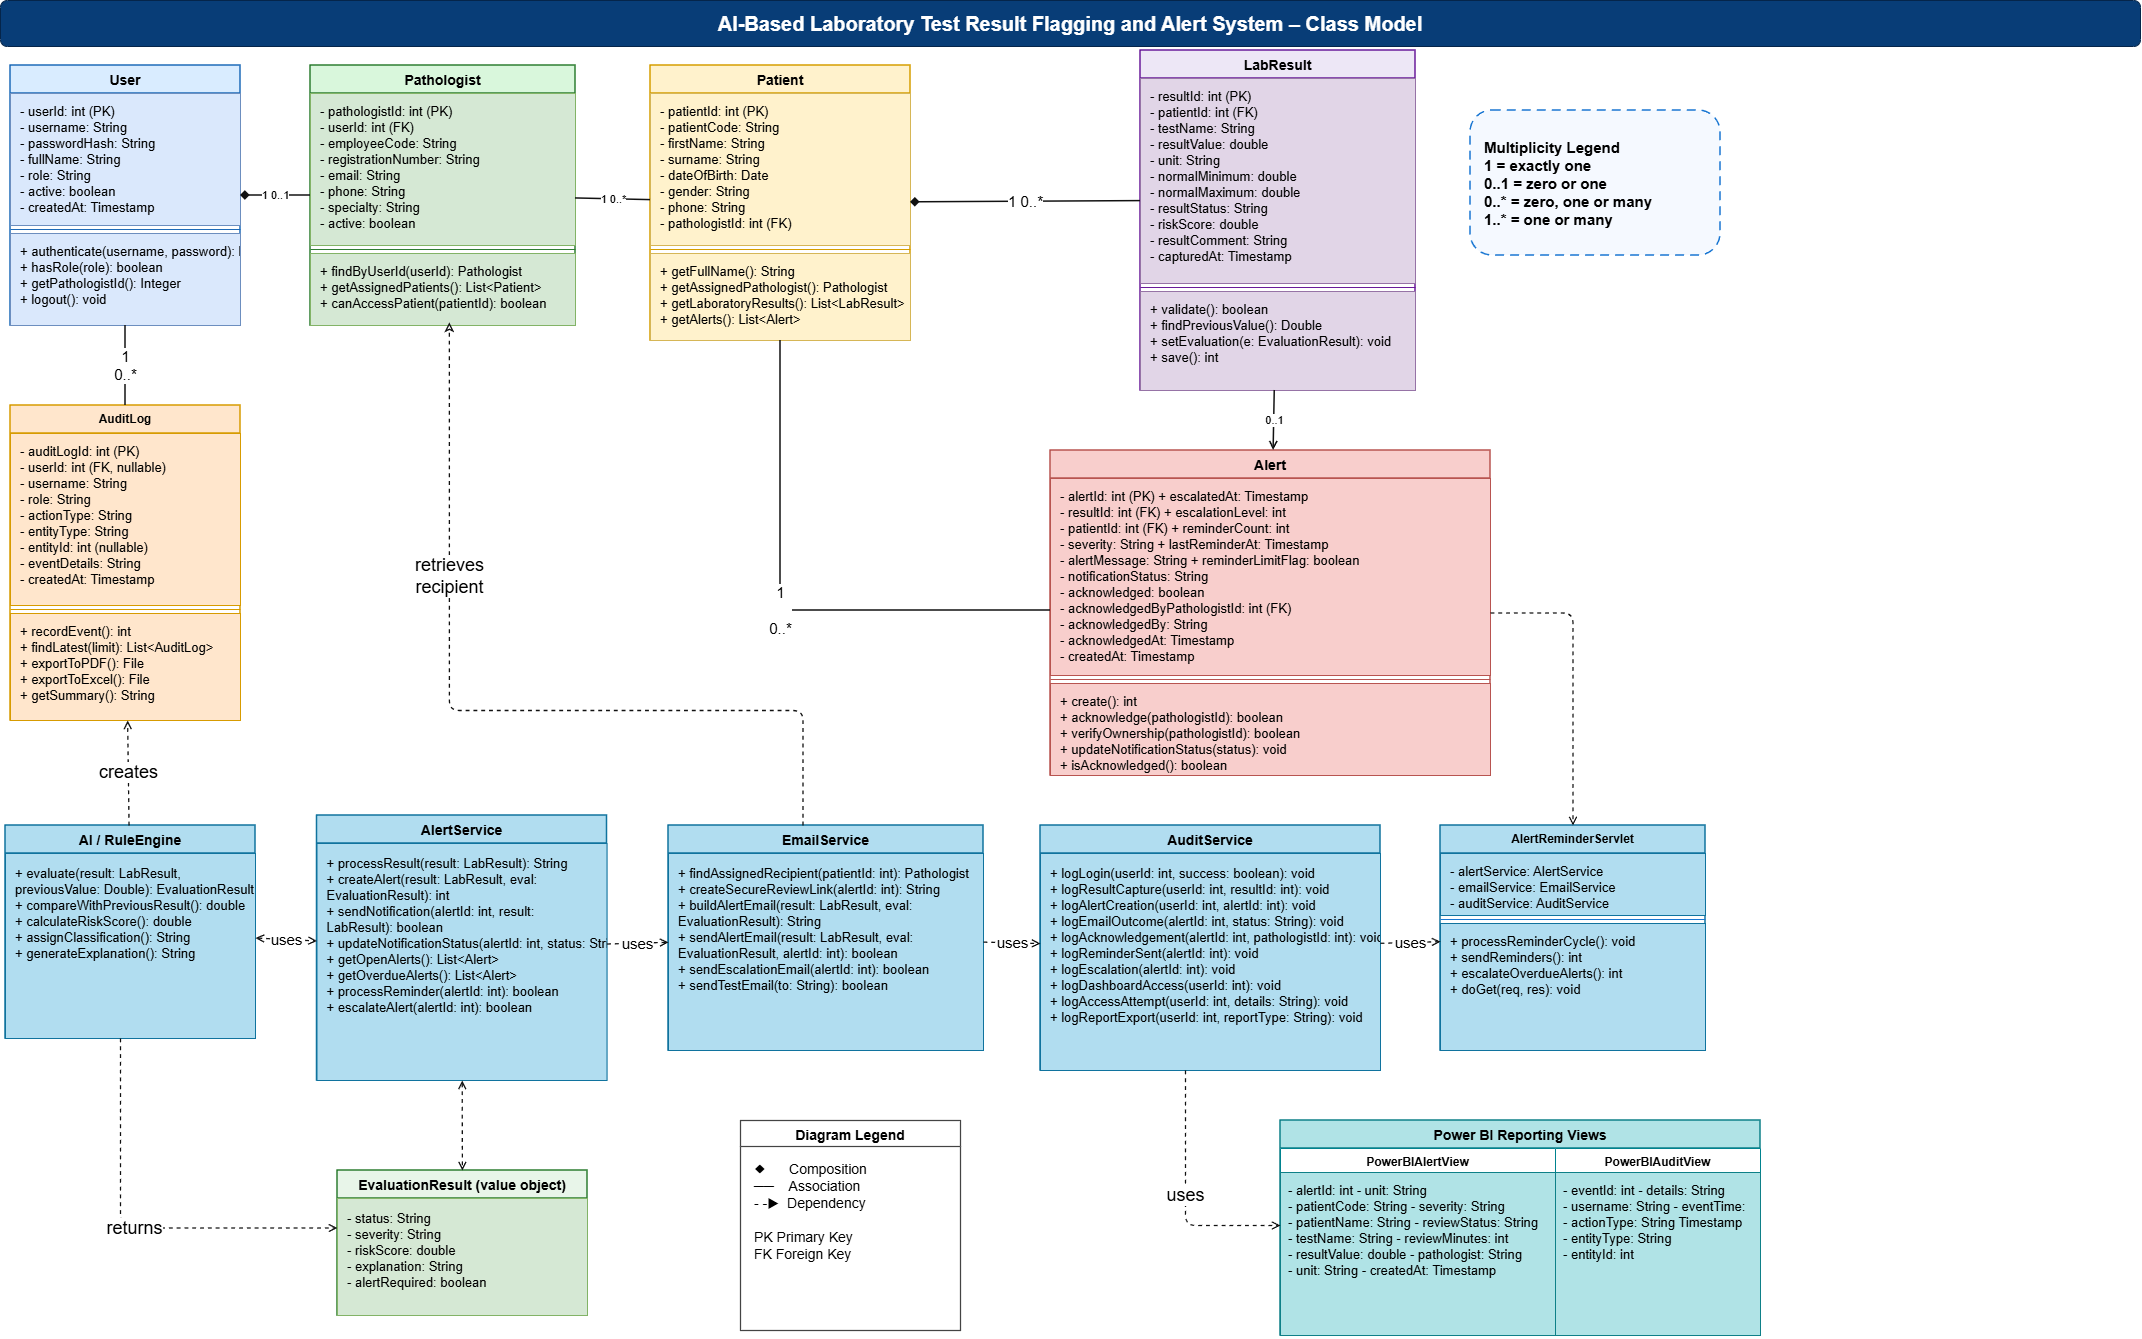 AI-Based Laboratory Test Result Flagging and Alert System – Class Model
User
- userId: int (PK)
- username: String
- passwordHash: String
- fullName: String
- role: String
- active: boolean
- createdAt: Timestamp
+ authenticate(username, password):
+ hasRole(role): boolean
+ getPathologistId(): Integer
+ logout(): void
1 0..1
Pathologist
- pathologistId: int (PK)
- userId: int (FK)
- employeeCode: String
- registrationNumber: String
- email: String
- phone: String
- specialty: String
- active: boolean
+ findByUserId(userId): Pathologist
+ getAssignedPatients(): List<Patient>
+ canAccessPatient(patientId): boolean
1 0..*
Patient
- patientId: int (PK)
- patientCode: String
- firstName: String
- surname: String
- dateOfBirth: Date
- gender: String
- phone: String
- pathologistId: int (FK)
+ getFullName(): String
+ getAssignedPathologist(): Pathologist
+ getLaboratoryResults(): List<LabResult>
+ getAlerts(): List<Alert>
1 0..*
LabResult
- resultId: int (PK)
- patientId: int (FK)
- testName: String
- resultValue: double
- unit: String
- normalMinimum: double
- normalMaximum: double
- resultStatus: String
- riskScore: double
- resultComment: String
- capturedAt: Timestamp
+ validate(): boolean
+ findPreviousValue(): Double
+ setEvaluation(e: EvaluationResult): void
+ save(): int
Multiplicity Legend
1 = exactly one
0..1 = zero or one
0..* = zero, one or many
1..* = one or many
1
0..*
0..1
AuditLog
- auditLogId: int (PK)
- userId: int (FK, nullable)
- username: String
- role: String
- actionType: String
- entityType: String
- entityId: int (nullable)
- eventDetails: String
- createdAt: Timestamp
+ recordEvent(): int
+ findLatest(limit): List<AuditLog>
+ exportToPDF(): File
+ exportToExcel(): File
+ getSummary(): String
retrieves
recipient
1
0..*
Alert
- alertId: int (PK) + escalatedAt: Timestamp
- resultId: int (FK) + escalationLevel: int
- patientId: int (FK) + reminderCount: int
- severity: String + lastReminderAt: Timestamp
- alertMessage: String + reminderLimitFlag: boolean
- notificationStatus: String
- acknowledged: boolean
- acknowledgedByPathologistId: int (FK)
- acknowledgedBy: String
- acknowledgedAt: Timestamp
- createdAt: Timestamp
+ create(): int
+ acknowledge(pathologistId): boolean
+ verifyOwnership(pathologistId): boolean
+ updateNotificationStatus(status): void
+ isAcknowledged(): boolean
creates
AI / RuleEngine
+ evaluate(result: LabResult,
previousValue: Double): EvaluationResult
+ compareWithPreviousResult(): double
+ calculateRiskScore(): double
+ assignClassification(): String
+ generateExplanation(): String
uses
AlertService
+ processResult(result: LabResult): String
+ createAlert(result: LabResult, eval:
EvaluationResult): int
+ sendNotification(alertId: int, result:
LabResult): boolean
+ updateNotificationStatus(alertId: int, status: Str
+ getOpenAlerts(): List<Alert>
+ getOverdueAlerts(): List<Alert>
+ processReminder(alertId: int): boolean
+ escalateAlert(alertId: int): boolean
uses
EmailService
+ findAssignedRecipient(patientId: int): Pathologist
+ createSecureReviewLink(alertId: int): String
+ buildAlertEmail(result: LabResult, eval:
EvaluationResult): String
+ sendAlertEmail(result: LabResult, eval:
EvaluationResult, alertId: int): boolean
+ sendEscalationEmail(alertId: int): boolean
+ sendTestEmail(to: String): boolean
uses
AuditService
+ logLogin(userId: int, success: boolean): void
+ logResultCapture(userId: int, resultId: int): void
+ logAlertCreation(userId: int, alertId: int): void
+ logEmailOutcome(alertId: int, status: String): void
+ logAcknowledgement(alertId: int, pathologistId: int): void
+ logReminderSent(alertId: int): void
+ logEscalation(alertId: int): void
+ logDashboardAccess(userId: int): void
+ logAccessAttempt(userId: int, details: String): void
+ logReportExport(userId: int, reportType: String): void
uses
AlertReminderServlet
- alertService: AlertService
- emailService: EmailService
- auditService: AuditService
+ processReminderCycle(): void
+ sendReminders(): int
+ escalateOverdueAlerts(): int
+ doGet(req, res): void
returns
EvaluationResult (value object)
- status: String
- severity: String
- riskScore: double
- explanation: String
- alertRequired: boolean
Diagram Legend
Composition
Association
Dependency
PK Primary Key
FK Foreign Key
uses
Power BI Reporting Views
PowerBIAlertView
- alertId: int - unit: String
- patientCode: String - severity: String
- patientName: String - reviewStatus: String
- testName: String - reviewMinutes: int
- resultValue: double - pathologist: String
- unit: String - createdAt: Timestamp
PowerBIAuditView
- eventId: int - details: String
- username: String - eventTime:
- actionType: String Timestamp
- entityType: String
- entityId: int